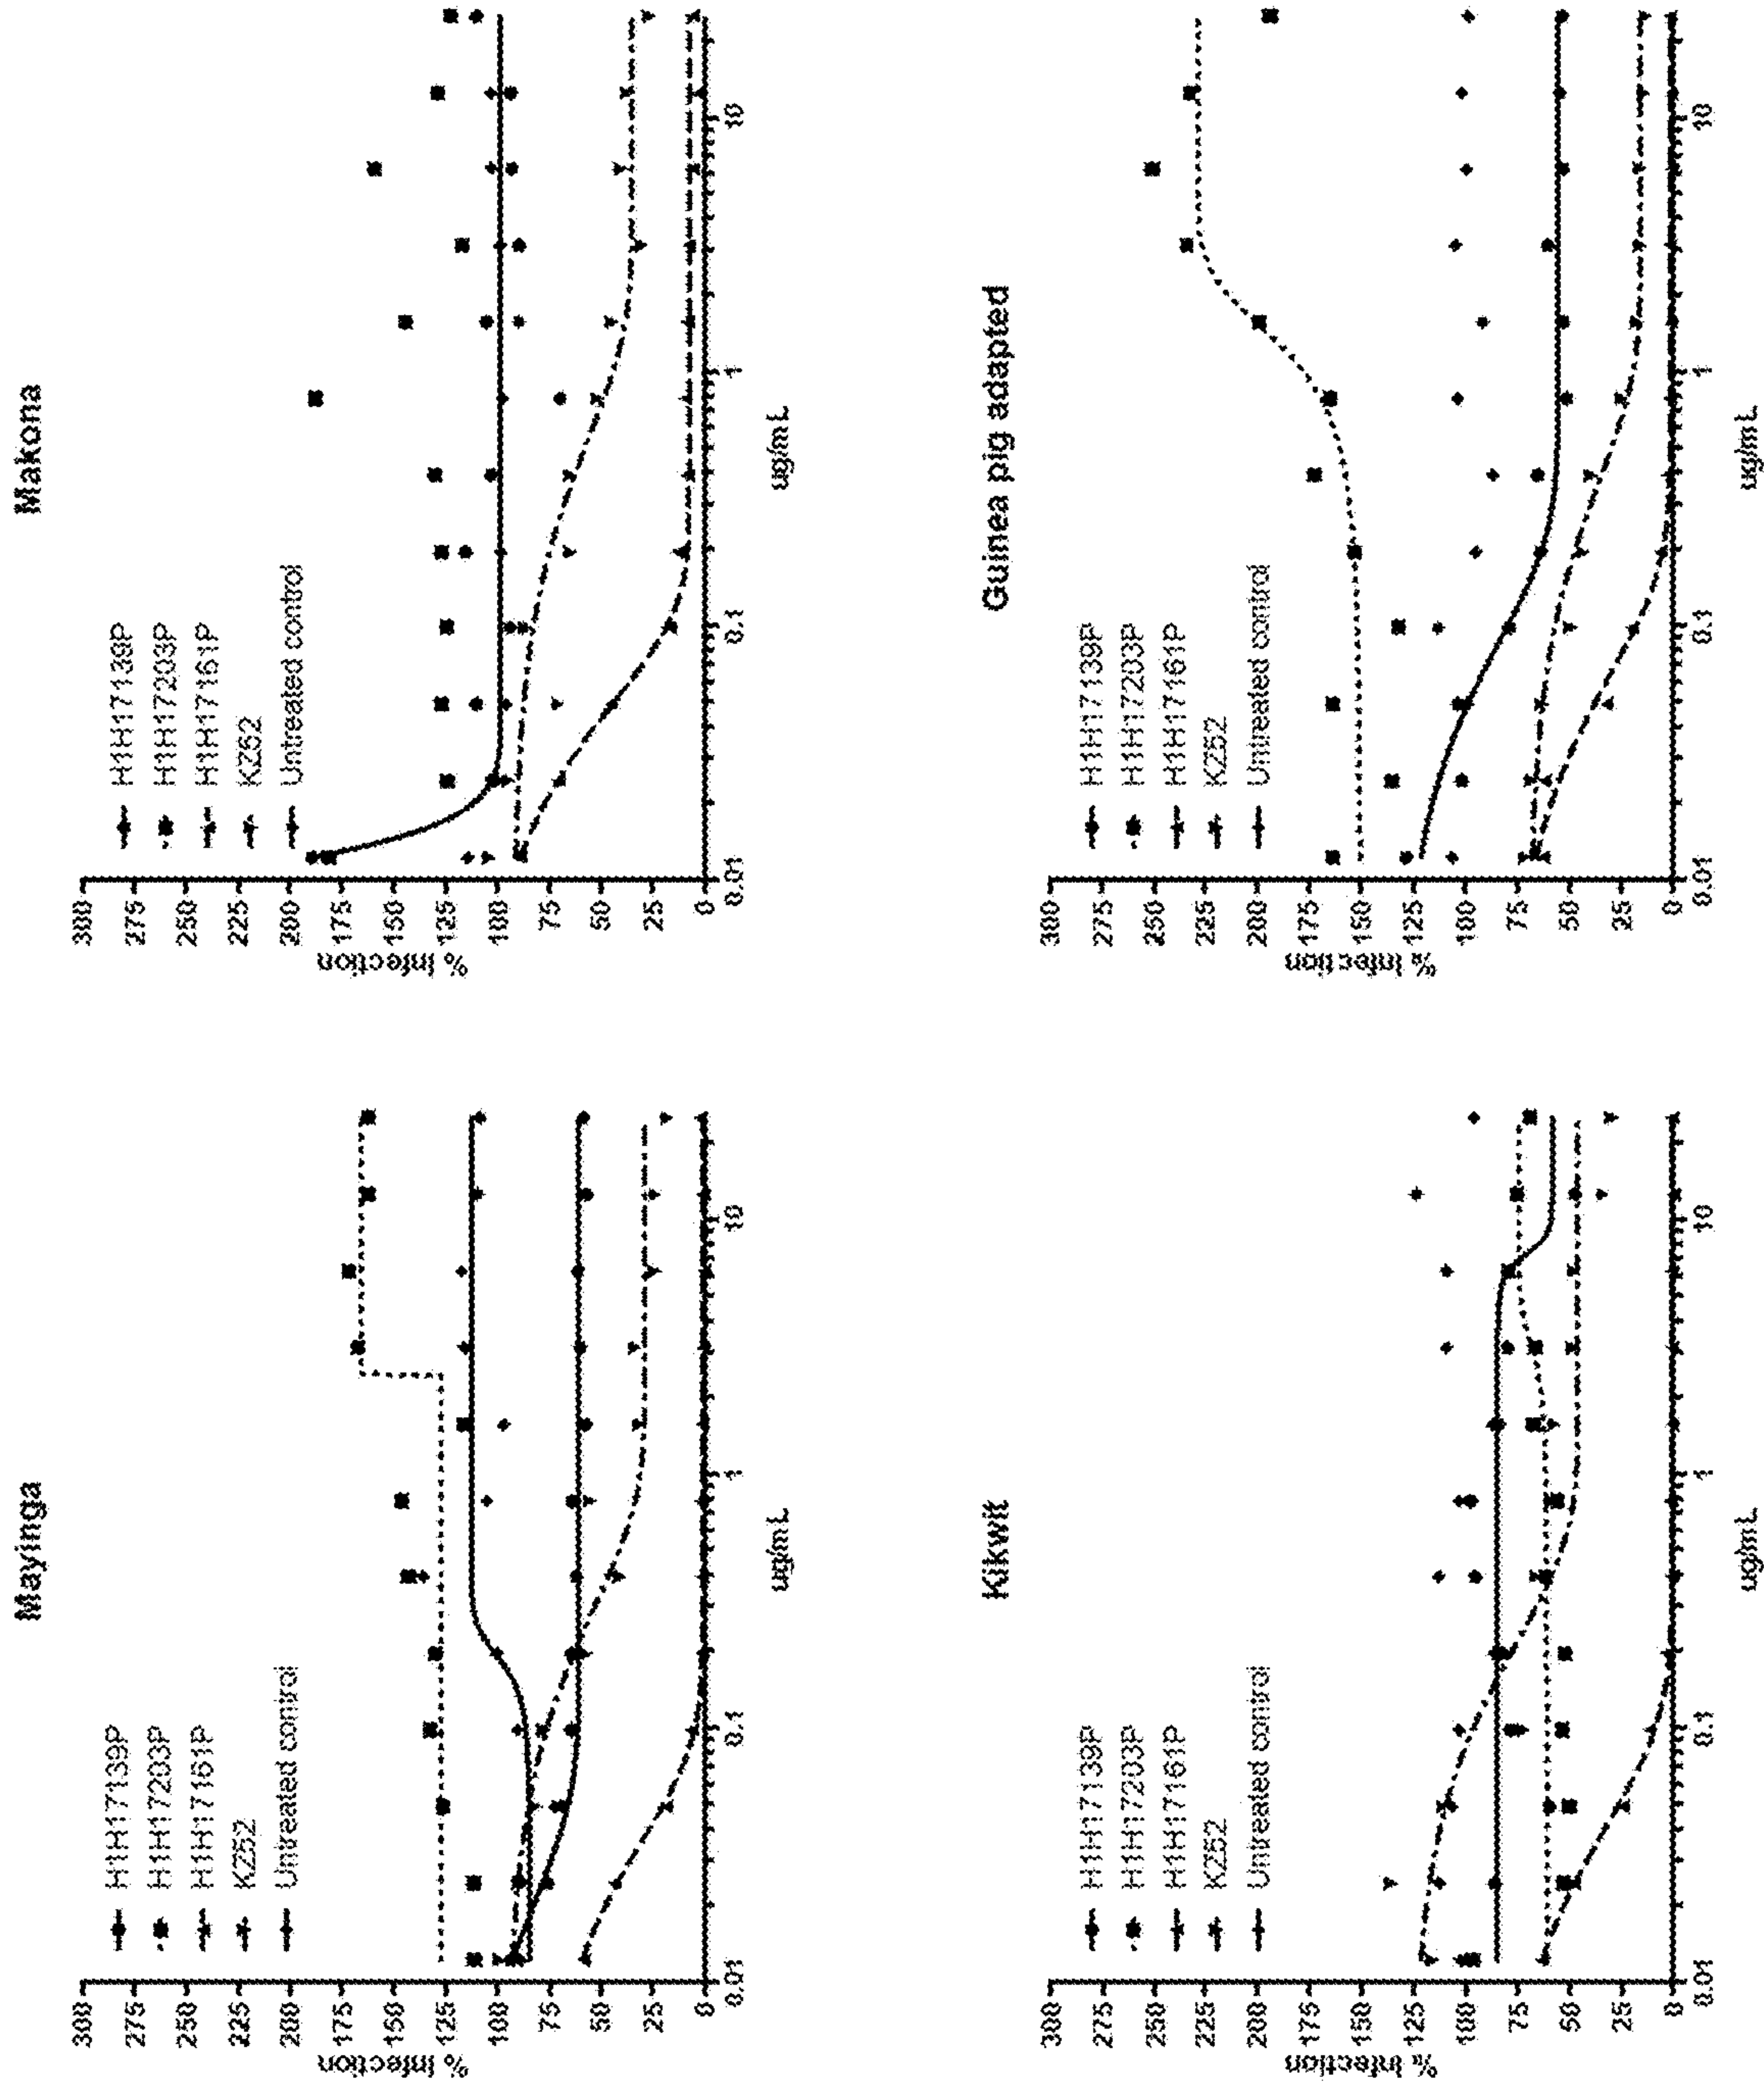 Mayinga
% Infection
300
275
250
225
200
175
150
125
100
75
50
25
0
H1H17139P
H1H17203P
H1H17161P
KZ52
Untreated control
0.01 0.1 1 10
ug/mL
Makona
% Infection
300
275
250
225
200
175
150
125
100
75
50
25
0
H1H17139P
H1H17203P
H1H17161P
KZ52
Untreated control
0.01 0.1 1 10
ug/mL
Kikwit
% Infection
300
275
250
225
200
175
150
125
100
75
50
25
0
H1H17139P
H1H17203P
H1H17161P
KZ52
Untreated control
0.01 0.1 1 10
ug/mL
Guinea pig adapted
% Infection
300
275
250
225
200
175
150
125
100
75
50
25
0
H1H17139P
H1H17203P
H1H17161P
KZ52
Untreated control
0.01 0.1 1 10
ug/mL